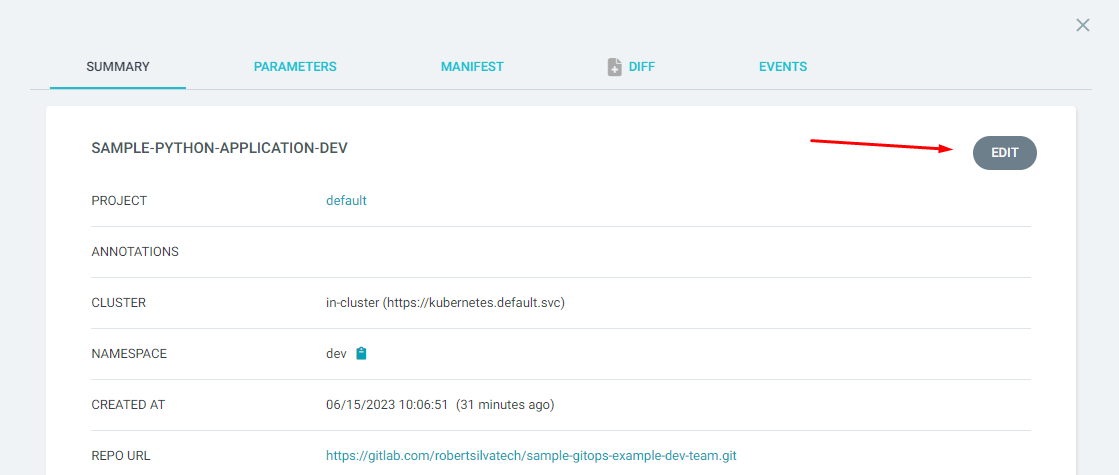 SUMMARY PARAMETERS MANIFEST DIFF EVENTS
SAMPLE-PYTHON-APPLICATION-DEV EDIT
PROJECT default
ANNOTATIONS
CLUSTER in-cluster (https://kubernetes.default.svc)
NAMESPACE dev
CREATED AT 06/15/2023 10:06:51 (31 minutes ago)
REPO URL https://gitlab.com/robertsilvatech/sample-gitops-example-dev-team.git